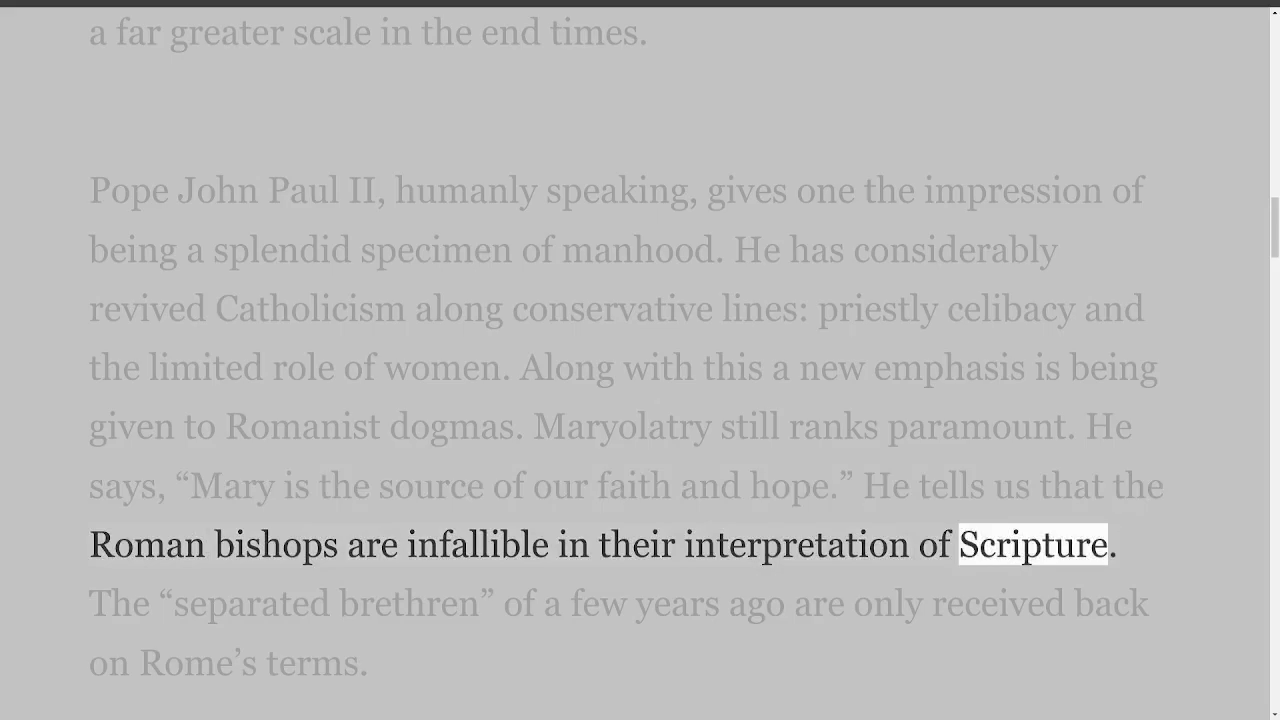 a far greater scale in the end times.
Pope John Paul II, humanly speaking, gives one the impression of
being a splendid specimen of manhood. He has considerably
revived Catholicism along conservative lines: priestly celibacy and
the limited role of women. Along with this a new emphasis is being
given to Romanist dogmas. Maryolatry still ranks paramount. He
says, “Mary is the source of our faith and hope.” He tells us that the
Roman bishops are infallible in their interpretation of Scripture.
The “separated brethren” of a few years ago are only received back
on Rome’s terms.